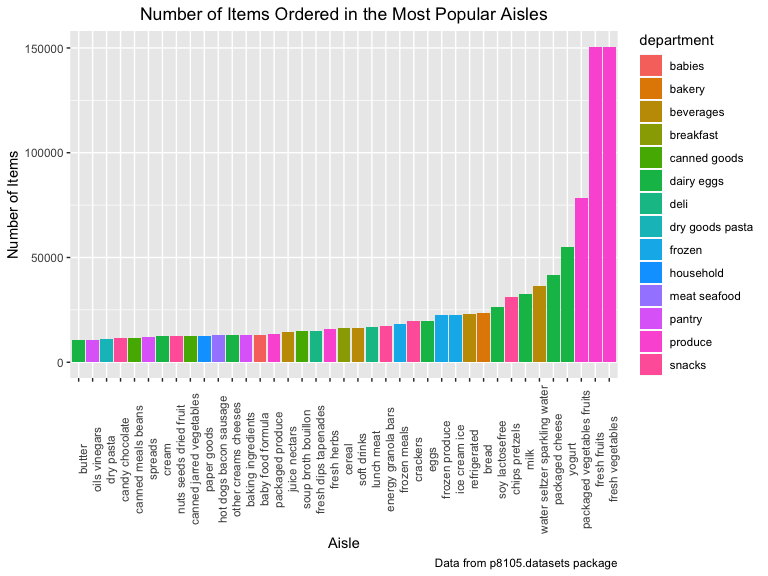 Number of Items Ordered in the Most Popular Aisles
Number of Items
150000
100000
50000
0
butter
oils vinegars
dry pasta
candy chocolate
canned meals beans
spreads
cream
nuts seeds dried fruit
canned jarred vegetables
paper goods
hot dogs bacon sausage
other creams cheeses
baking ingredients
baby food formula
packaged produce
juice nectars
soup broth bouillon
fresh dips tapenades
fresh herbs
cereal
soft drinks
lunch meat
energy granola bars
frozen meals
crackers
eggs
frozen produce
ice cream ice
refrigerated
bread
soy lactosefree
chips pretzels
milk
water seltzer sparkling water
packaged cheese
yogurt
packaged vegetables fruits
fresh fruits
fresh vegetables
Aisle
department
babies
bakery
beverages
breakfast
canned goods
dairy eggs
deli
dry goods pasta
frozen
household
meat seafood
pantry
produce
snacks
Data from p8105.datasets package